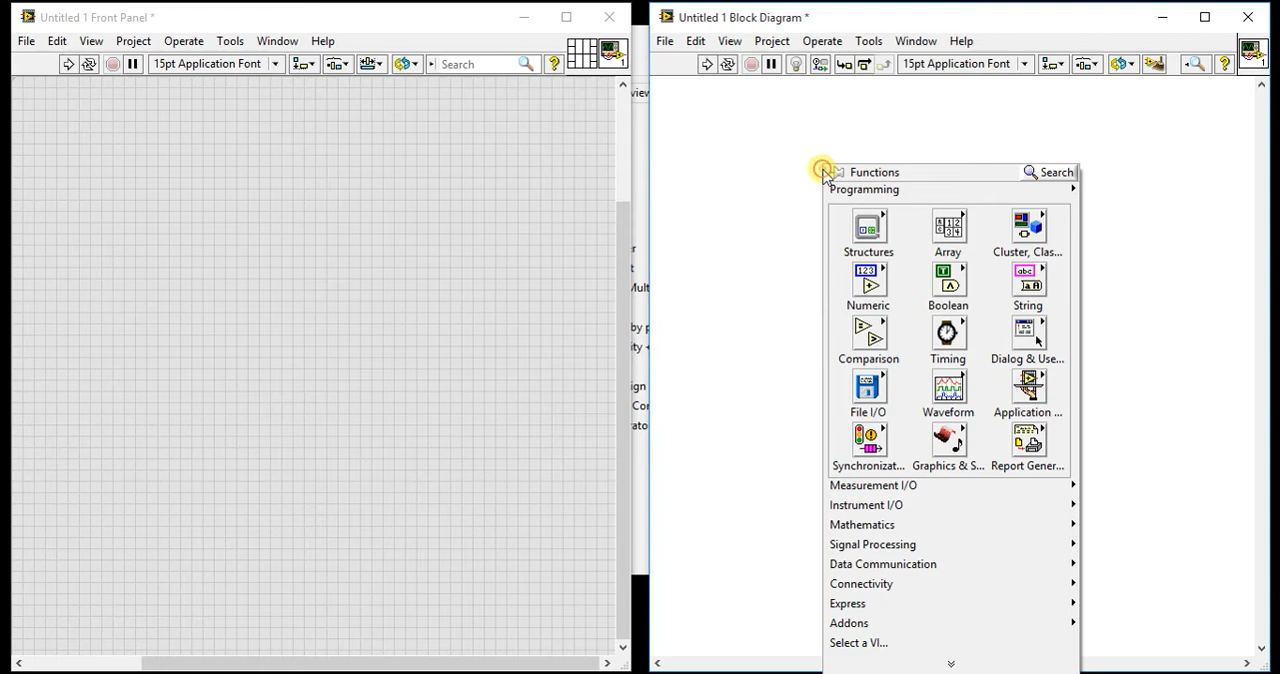 Untitled 1 Front Panel *
File Edit View Project Operate Tools Window Help
15pt Application Font Search
Untitled 1 Block Diagram *
File Edit View Project Operate Tools Window Help
15pt Application Font
Functions Search
Programming
Structures Array Cluster, Clas...
Numeric Boolean String
Comparison Timing Dialog & Use...
File I/O Waveform Application ...
Synchronizat... Graphics & S... Report Gener...
Measurement I/O
Instrument I/O
Mathematics
Signal Processing
Data Communication
Connectivity
Express
Addons
Select a VI...